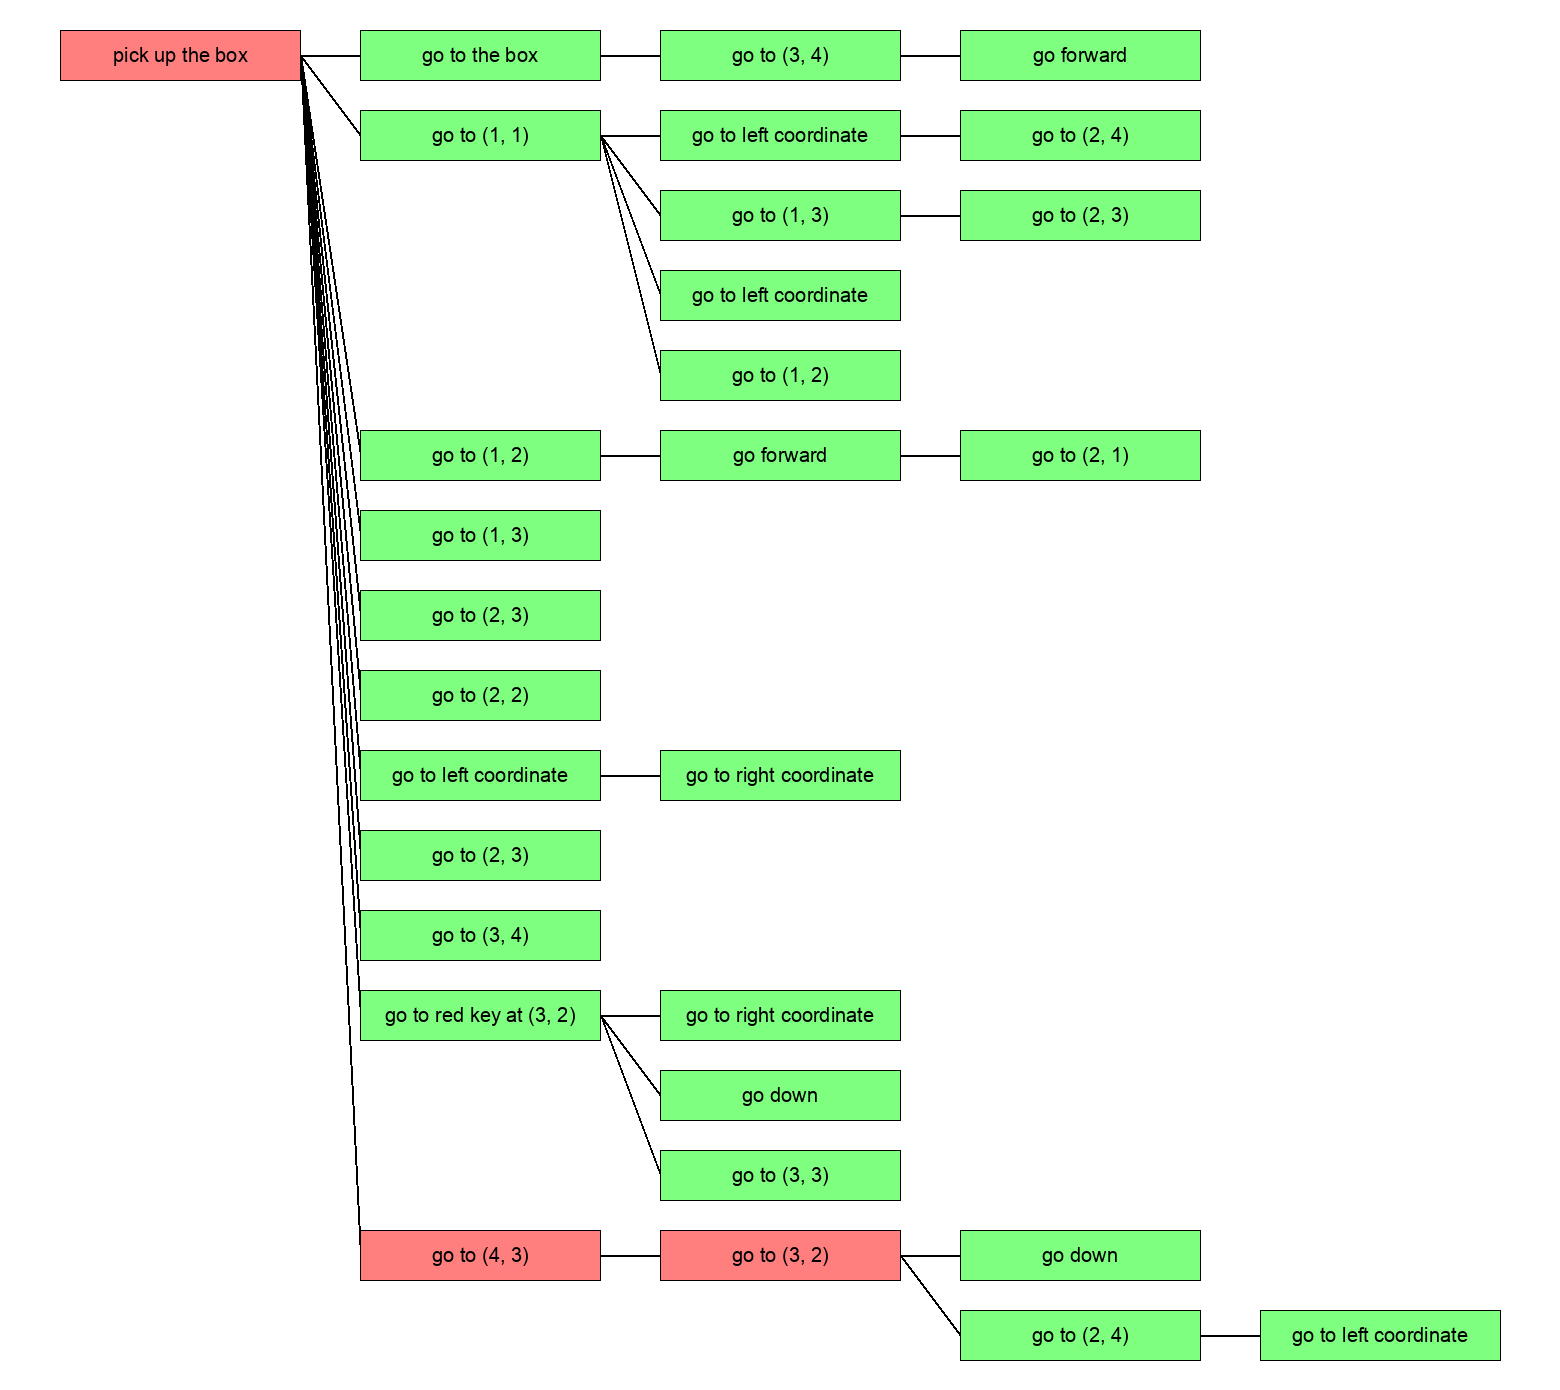 pick up the box
go to the box
go to (3, 4)
go forward
go to (1, 1)
go to left coordinate
go to (2, 4)
go to (1, 3)
go to (2, 3)
go to left coordinate
go to (1, 2)
go to (1, 2)
go forward
go to (2, 1)
go to (1, 3)
go to (2, 3)
go to (2, 2)
go to left coordinate
go to right coordinate
go to (2, 3)
go to (3, 4)
go to red key at (3, 2)
go to right coordinate
go down
go to (3, 3)
go to (4, 3)
go to (3, 2)
go down
go to (2, 4)
go to left coordinate